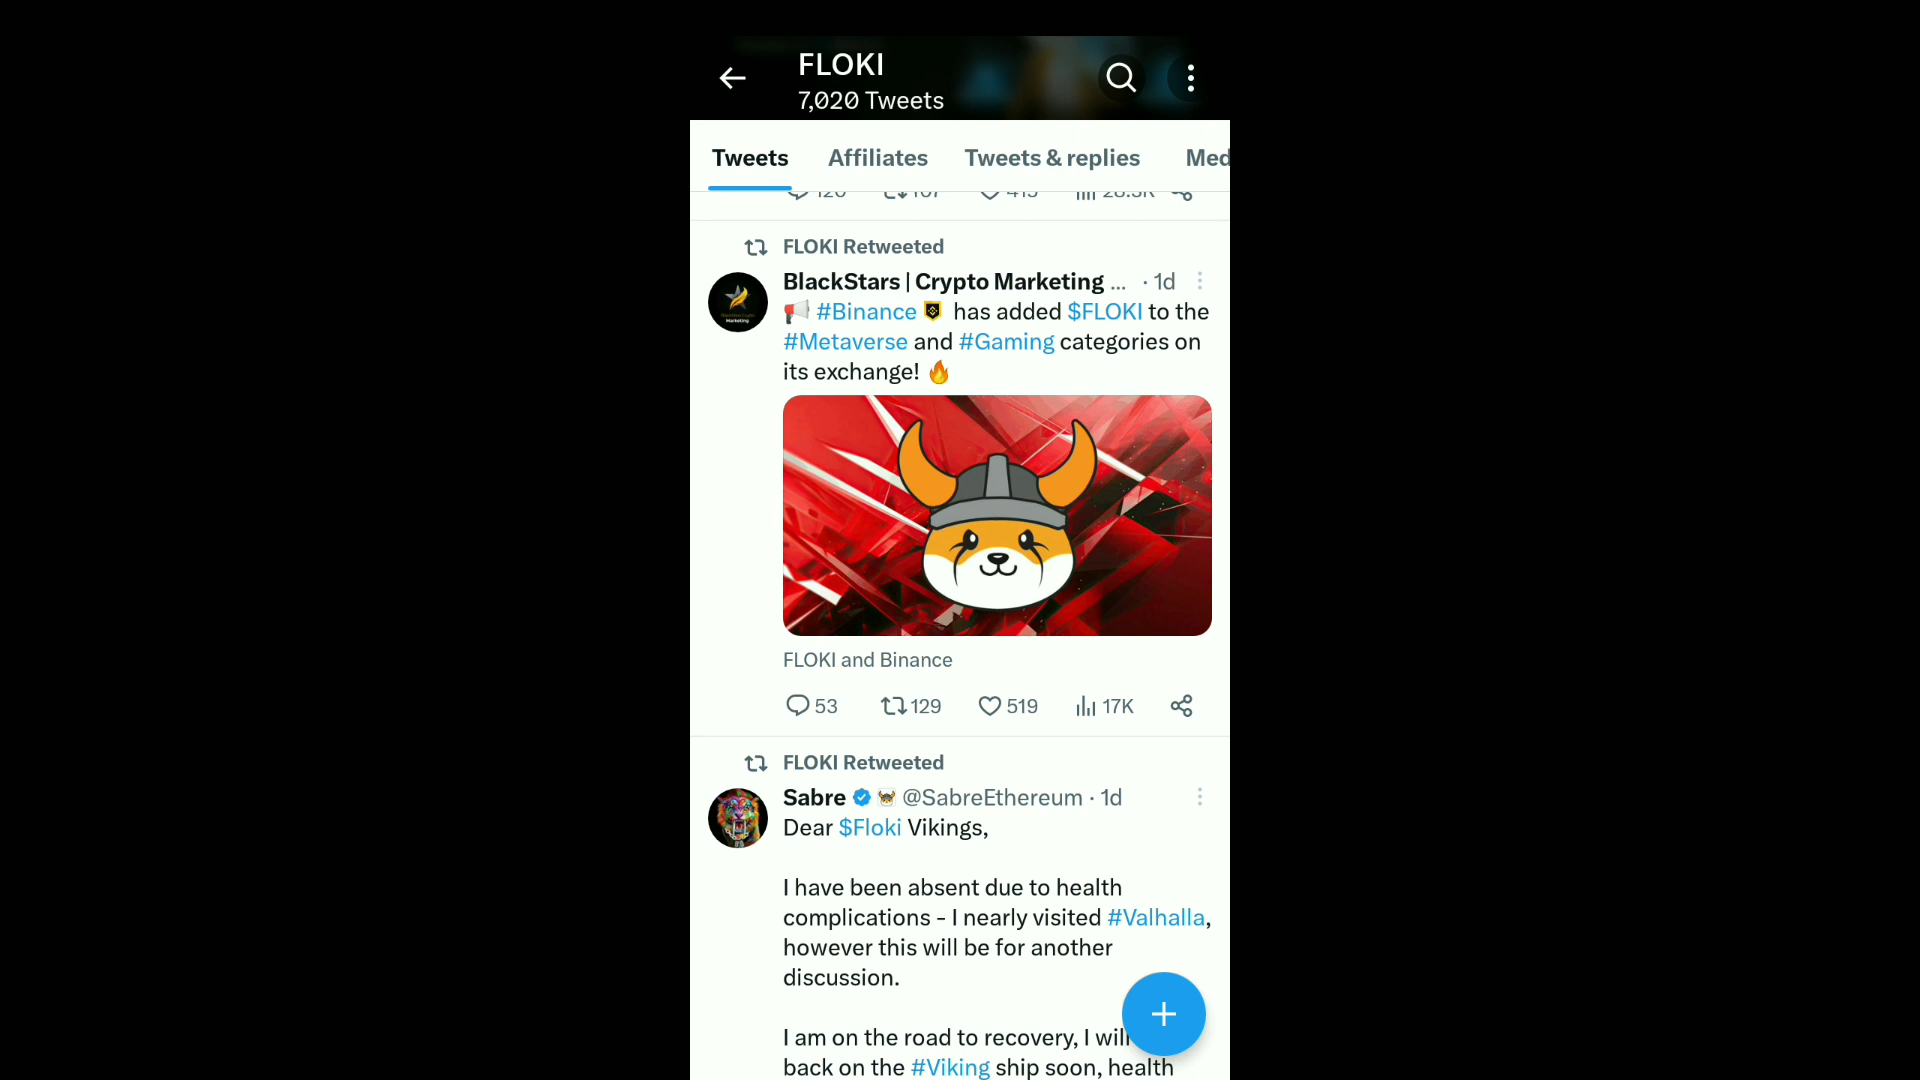 FLOKI
7,020 Tweets
Tweets Affiliates Tweets & replies Med
FLOKI Retweeted
BlackStars | Crypto Marketing ... · 1d
#Binance has added $FLOKI to the
#Metaverse and #Gaming categories on
its exchange!
FLOKI and Binance
53 129 519 17K
FLOKI Retweeted
Sabre @SabreEthereum · 1d
Dear $Floki Vikings,
I have been absent due to health
complications - I nearly visited #Valhalla,
however this will be for another
discussion.
I am on the road to recovery, I will
back on the #Viking ship soon, health